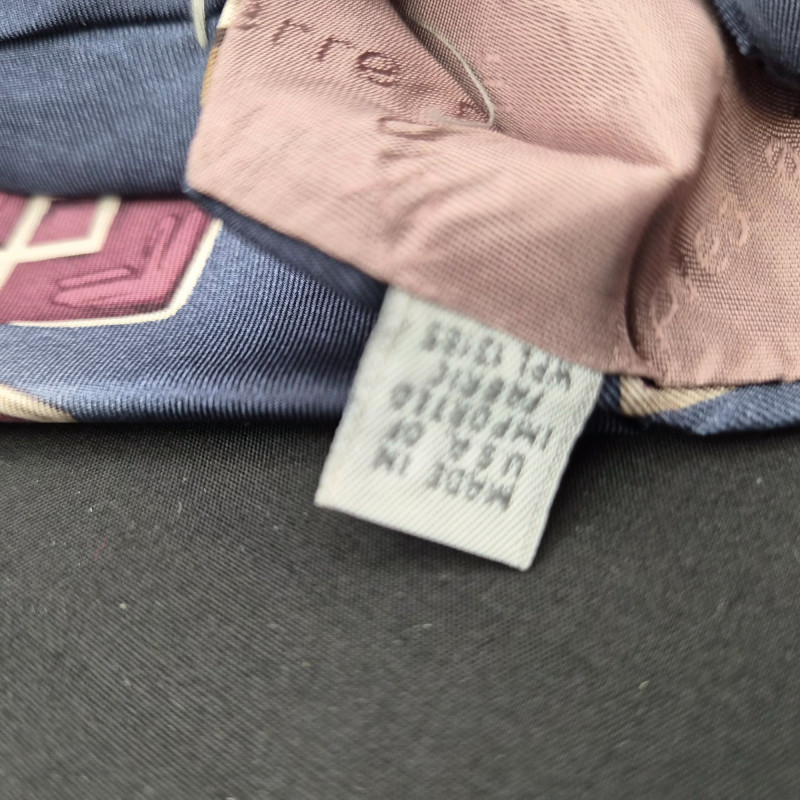 erre
MADE IN
U.S.A. OF
IMPORTED
FABRIC
WPL 13185